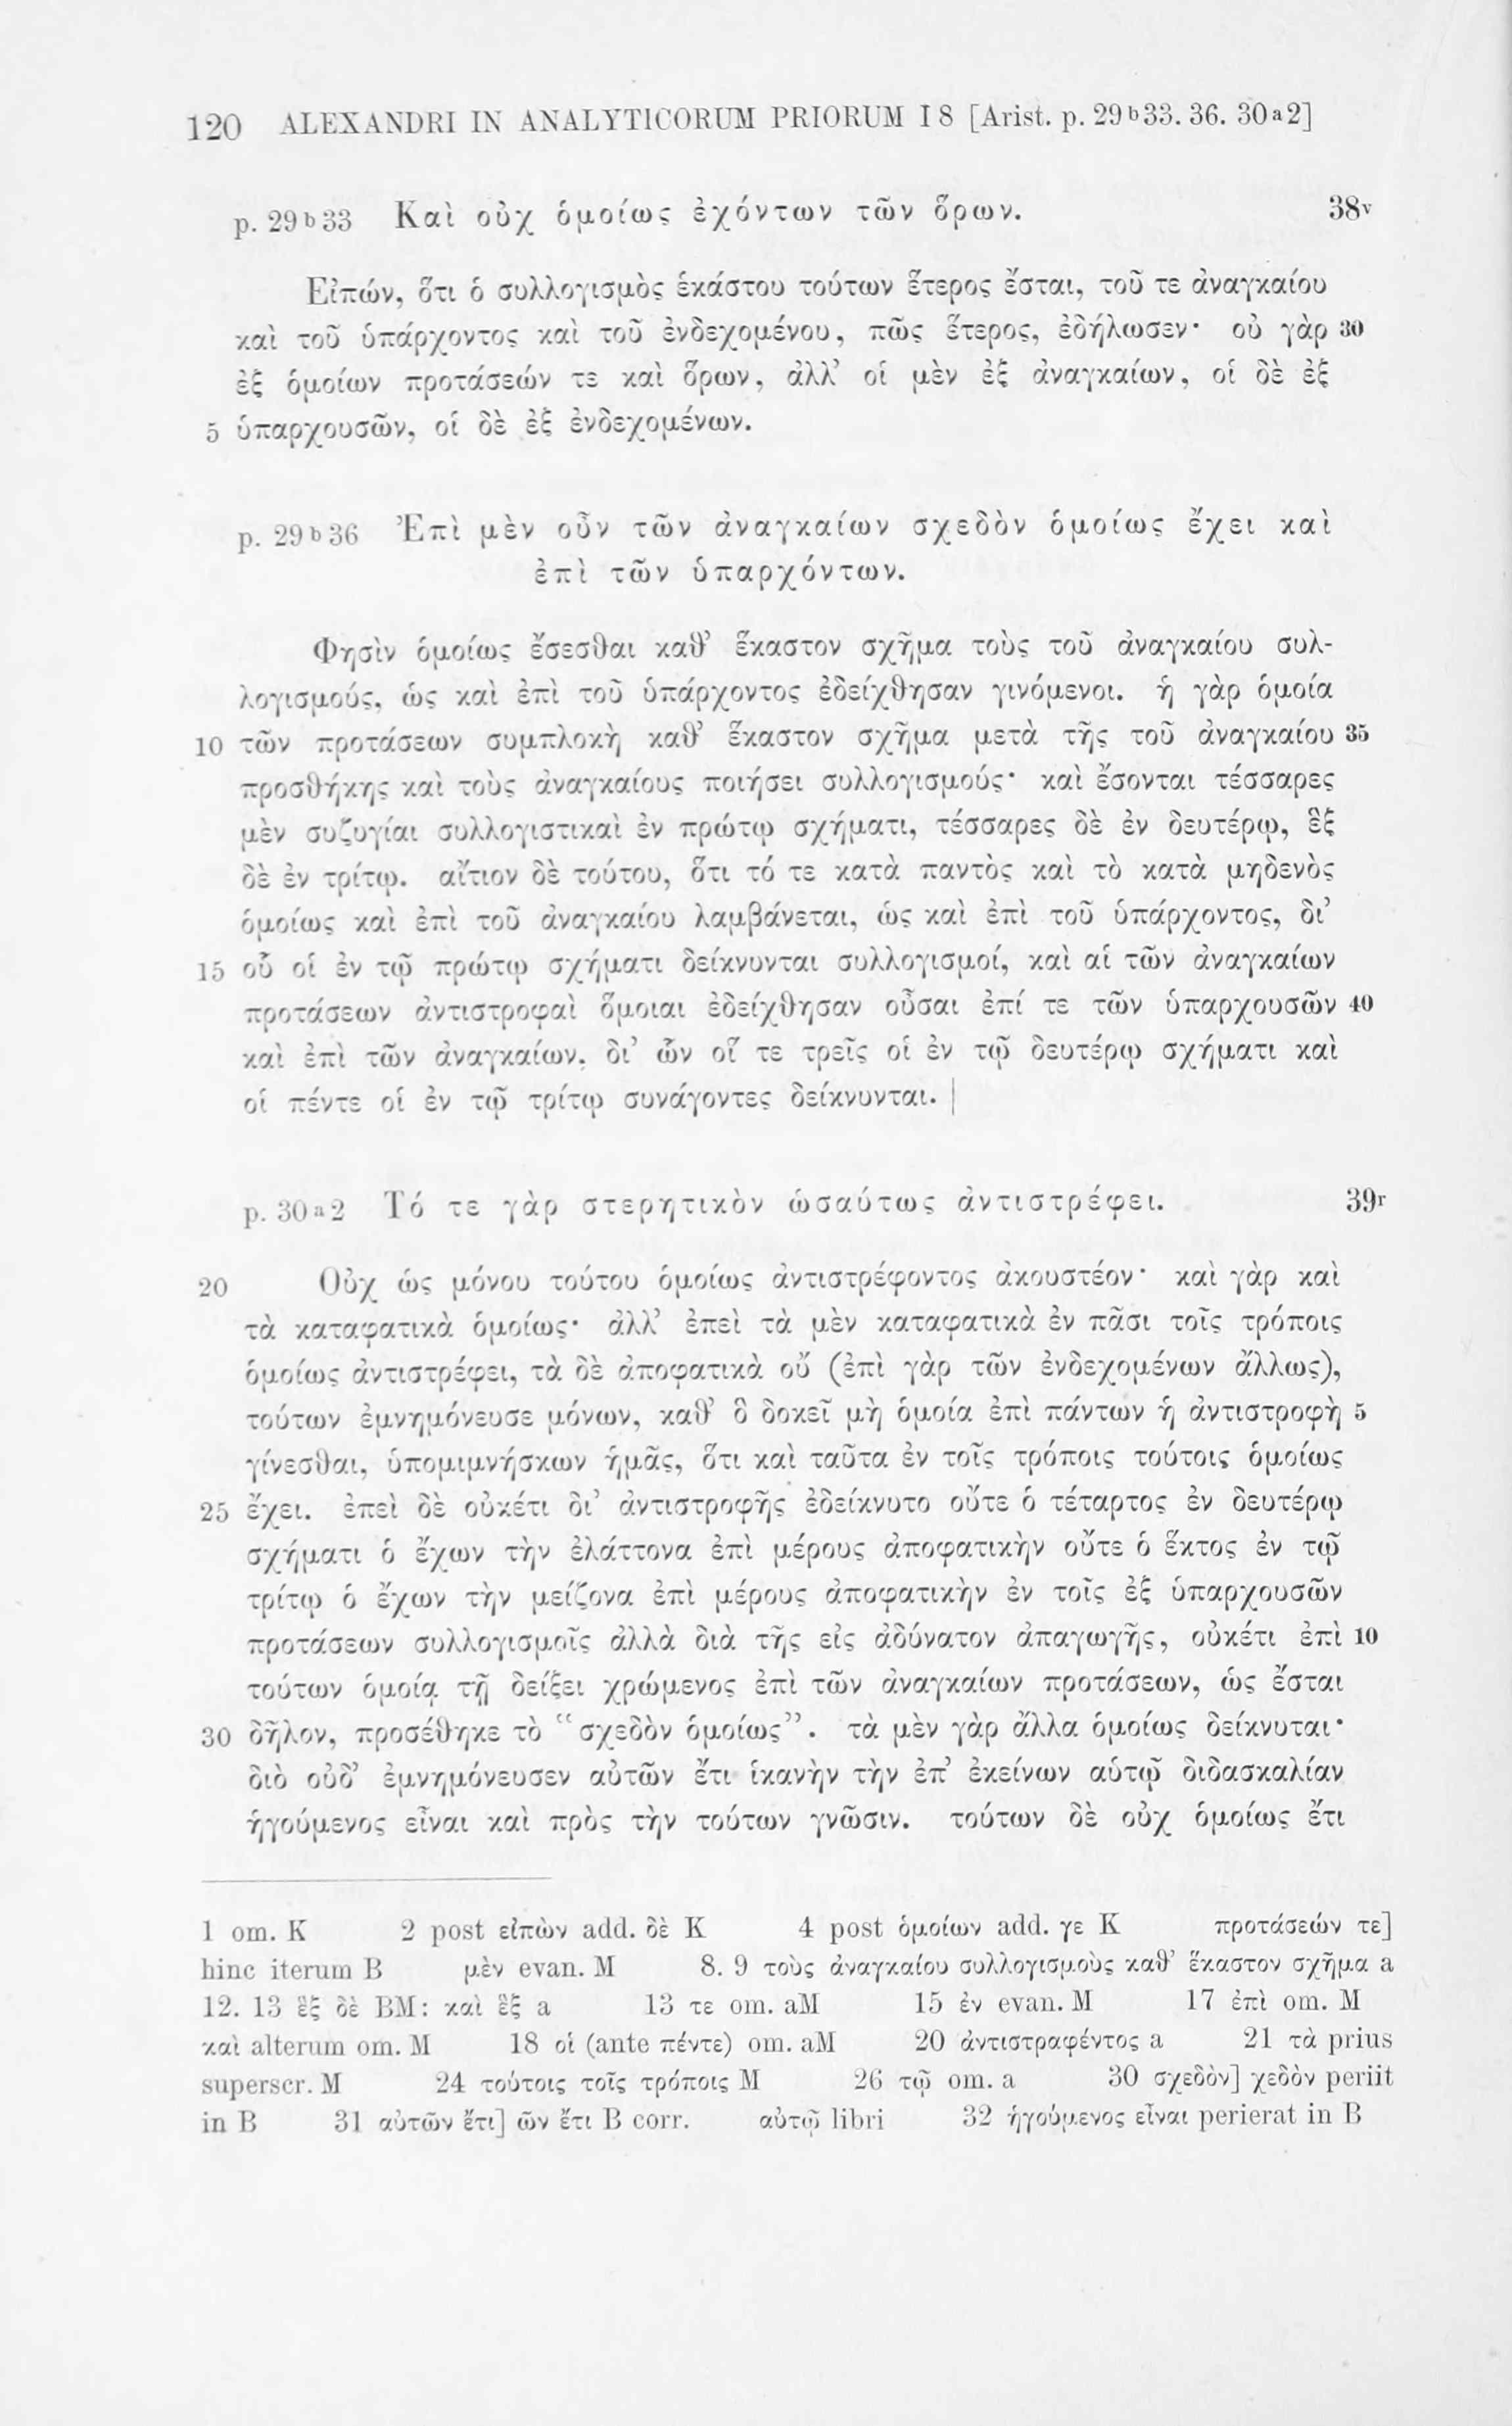 120 ALEXANDRI IN ANALYTICORUM PRIORUM I 8 [Arist. p. 29ᵇ33. 36. 30ᵃ2]
p. 29ᵇ33 Καὶ οὐχ ὁμοίως ἐχόντων τῶν ὅρων. 38ᵛ
Εἰπών, ὅτι ὁ συλλογισμὸς ἑκάστου τούτων ἕτερος ἔσται, τοῦ τε ἀναγκαίου
καὶ τοῦ ὑπάρχοντος καὶ τοῦ ἐνδεχομένου, πῶς ἕτερος, ἐδήλωσεν· οὐ γὰρ 30
ἐξ ὁμοίων προτάσεών τε καὶ ὅρων, ἀλλ’ οἱ μὲν ἐξ ἀναγκαίων, οἱ δὲ ἐξ
5 ὑπαρχουσῶν, οἱ δὲ ἐξ ἐνδεχομένων.
p. 29ᵇ36 Ἐπὶ μὲν οὖν τῶν ἀναγκαίων σχεδὸν ὁμοίως ἔχει καὶ
ἐπὶ τῶν ὑπαρχόντων.
Φησὶν ὁμοίως ἔσεσθαι καθ’ ἕκαστον σχῆμα τοὺς τοῦ ἀναγκαίου συλ-
λογισμούς, ὡς καὶ ἐπὶ τοῦ ὑπάρχοντος ἐδείχθησαν γινόμενοι. ἡ γὰρ ὁμοία
10 τῶν προτάσεων συμπλοκὴ καθ’ ἕκαστον σχῆμα μετὰ τῆς τοῦ ἀναγκαίου 35
προσθήκης καὶ τοὺς ἀναγκαίους ποιήσει συλλογισμούς· καὶ ἔσονται τέσσαρες
μὲν συζυγίαι συλλογιστικαὶ ἐν πρώτῳ σχήματι, τέσσαρες δὲ ἐν δευτέρῳ, ἓξ
δὲ ἐν τρίτῳ. αἴτιον δὲ τούτου, ὅτι τό τε κατὰ παντὸς καὶ τὸ κατὰ μηδενὸς
ὁμοίως καὶ ἐπὶ τοῦ ἀναγκαίου λαμβάνεται, ὡς καὶ ἐπὶ τοῦ ὑπάρχοντος, δι’
15 οὗ οἱ ἐν τῷ πρώτῳ σχήματι δείκνυνται συλλογισμοί, καὶ αἱ τῶν ἀναγκαίων
προτάσεων ἀντιστροφαὶ ὅμοιαι ἐδείχθησαν οὖσαι ἐπί τε τῶν ὑπαρχουσῶν 40
καὶ ἐπὶ τῶν ἀναγκαίων, δι’ ὧν οἵ τε τρεῖς οἱ ἐν τῷ δευτέρῳ σχήματι καὶ
οἱ πέντε οἱ ἐν τῷ τρίτῳ συνάγοντες δείκνυνται. |
p. 30ᵃ2 Τό τε γὰρ στερητικὸν ὡσαύτως ἀντιστρέφει. 39ʳ
20 Οὐχ ὡς μόνου τούτου ὁμοίως ἀντιστρέφοντος ἀκουστέον· καὶ γὰρ καὶ
τὰ καταφατικὰ ὁμοίως· ἀλλ’ ἐπεὶ τὰ μὲν καταφατικὰ ἐν πᾶσι τοῖς τρόποις
ὁμοίως ἀντιστρέφει, τὰ δὲ ἀποφατικὰ οὔ (ἐπὶ γὰρ τῶν ἐνδεχομένων ἄλλως),
τούτων ἐμνημόνευσε μόνων, καθ’ ὃ δοκεῖ μὴ ὁμοία ἐπὶ πάντων ἡ ἀντιστροφὴ 5
γίνεσθαι, ὑπομιμνήσκων ἡμᾶς, ὅτι καὶ ταῦτα ἐν τοῖς τρόποις τούτοις ὁμοίως
25 ἔχει. ἐπεὶ δὲ οὐκέτι δι’ ἀντιστροφῆς ἐδείκνυτο οὔτε ὁ τέταρτος ἐν δευτέρῳ
σχήματι ὁ ἔχων τὴν ἐλάττονα ἐπὶ μέρους ἀποφατικὴν οὔτε ὁ ἕκτος ἐν τῷ
τρίτῳ ὁ ἔχων τὴν μείζονα ἐπὶ μέρους ἀποφατικὴν ἐν τοῖς ἐξ ὑπαρχουσῶν
προτάσεων συλλογισμοῖς ἀλλὰ διὰ τῆς εἰς ἀδύνατον ἀπαγωγῆς, οὐκέτι ἐπὶ 10
τούτων ὁμοίᾳ τῇ δείξει χρώμενος ἐπὶ τῶν ἀναγκαίων προτάσεων, ὡς ἔσται
30 δῆλον, προσέθηκε τὸ “σχεδὸν ὁμοίως”. τὰ μὲν γὰρ ἄλλα ὁμοίως δείκνυται·
διὸ οὐδ’ ἐμνημόνευσεν αὐτῶν ἔτι ἱκανὴν τὴν ἐπ’ ἐκείνων αὑτῷ διδασκαλίαν
ἡγούμενος εἶναι καὶ πρὸς τὴν τούτων γνῶσιν. τούτων δὲ οὐχ ὁμοίως ἔτι
1 om. K 2 post εἰπὼν add. δὲ K 4 post ὁμοίων add. γε K προτάσεών τε]
hinc iterum B μὲν evan. M 8. 9 τοὺς ἀναγκαίου συλλογισμοὺς καθ’ ἕκαστον σχῆμα a
12. 13 ἓξ δὲ BM: καὶ ἓξ a 13 τε om. aM 15 ἐν evan. M 17 ἐπὶ om. M
καὶ alterum om. M 18 οἱ (ante πέντε) om. aM 20 ἀντιστραφέντος a 21 τὰ prius
superscr. M 24 τούτοις τοῖς τρόποις M 26 τῷ om. a 30 σχεδὸν] χεδὸν periit
in B 31 αὐτῶν ἔτι] ῶν ἔτι B corr. αὐτῷ libri 32 ἡγούμενος εἶναι perierat in B